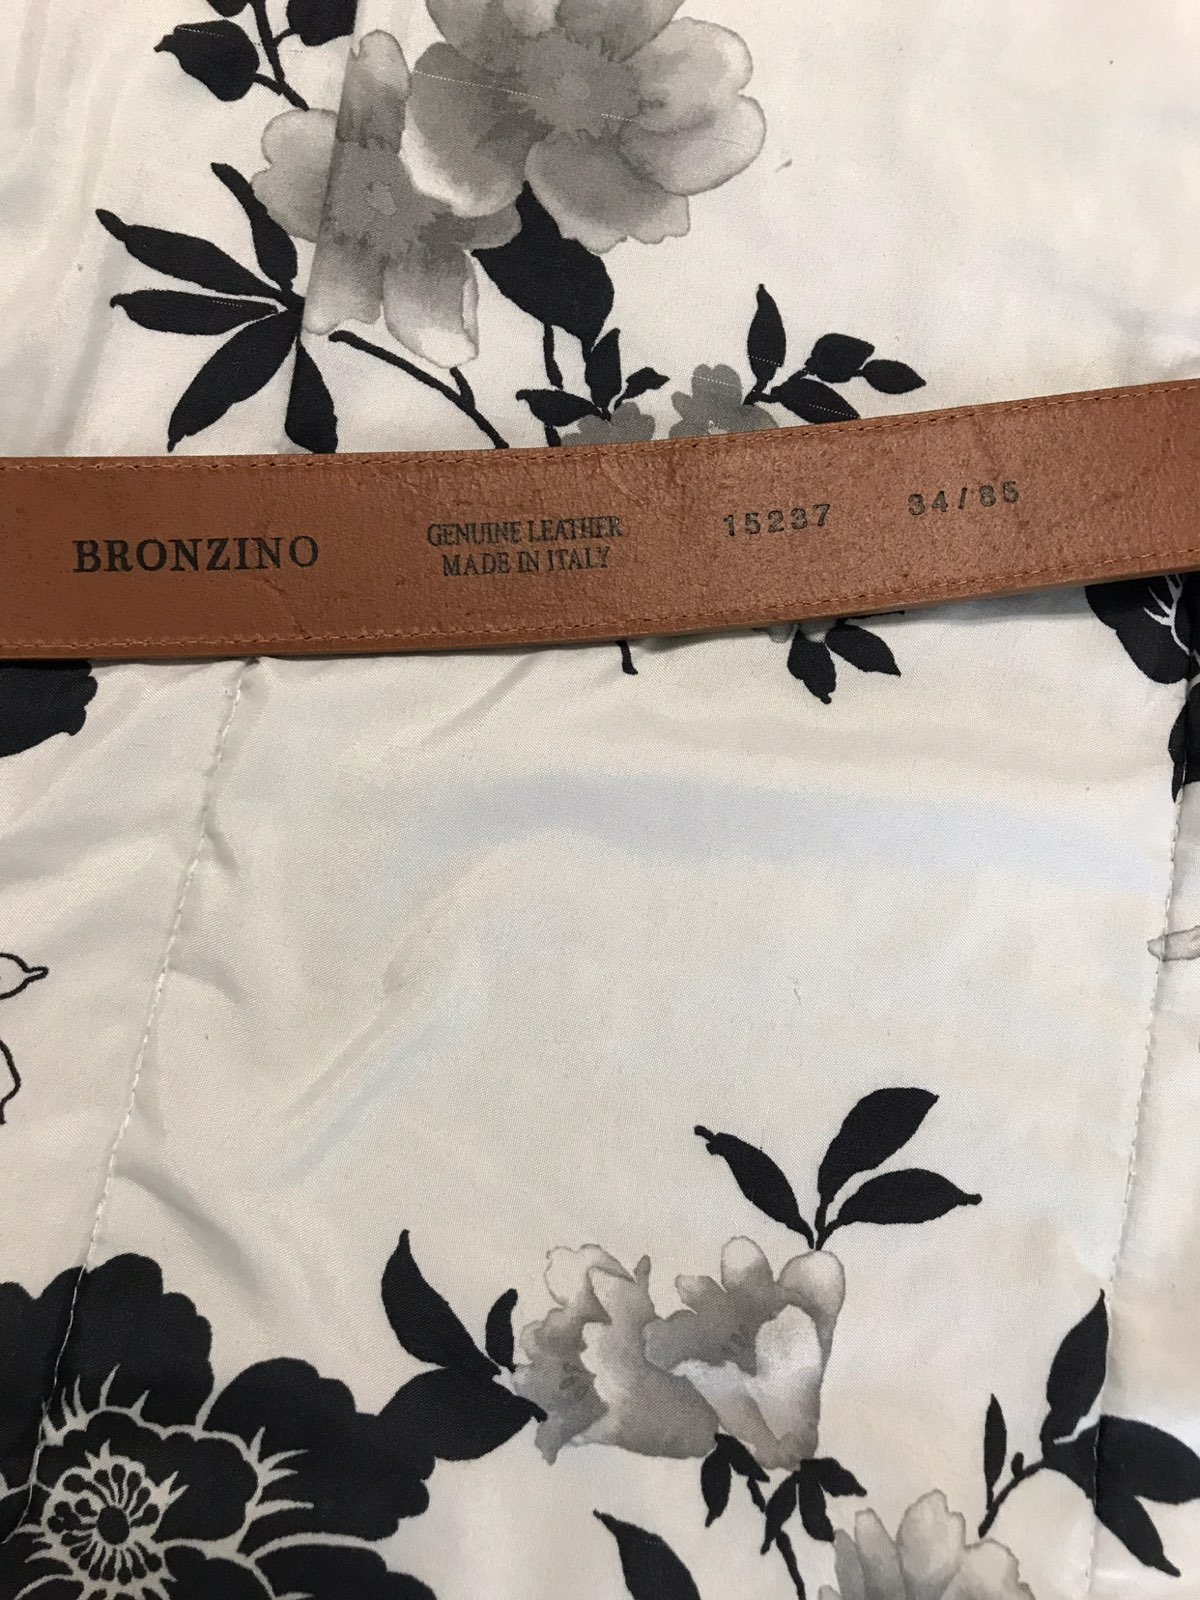 BRONZINO
GENUINE LEATHER
MADE IN ITALY
15237
34/85